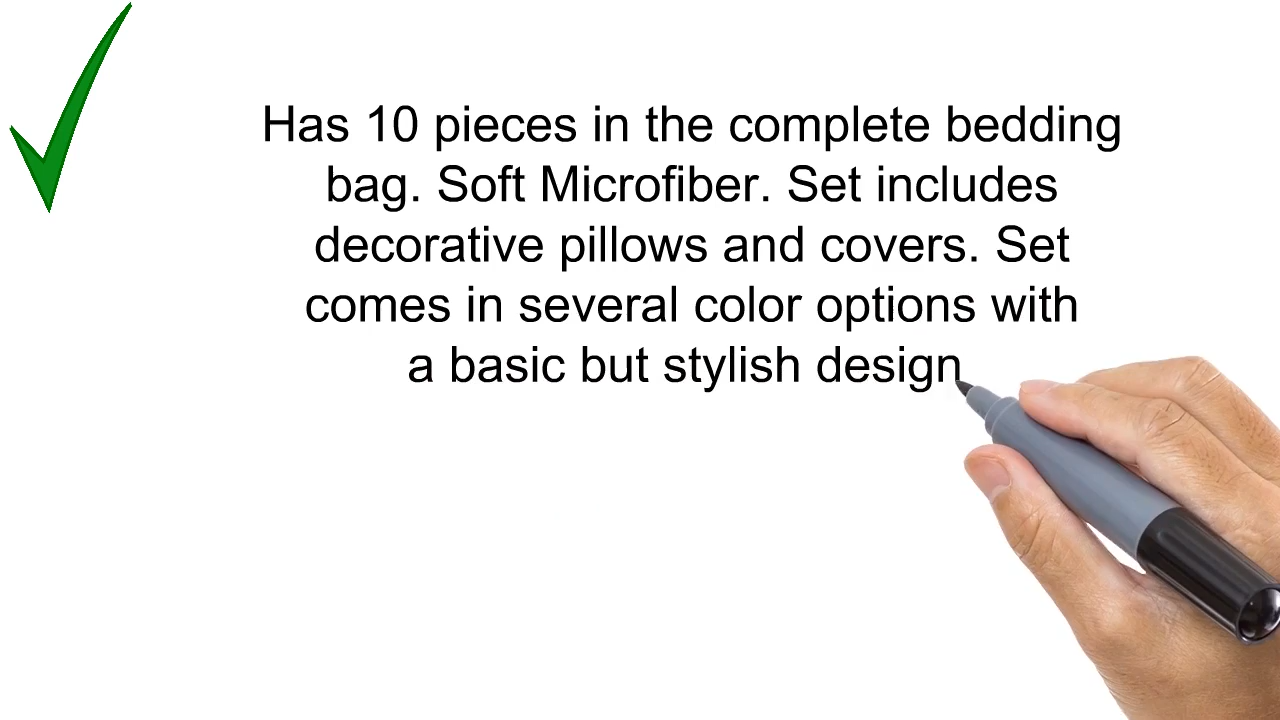 Has 10 pieces in the complete bedding
bag. Soft Microfiber. Set includes
decorative pillows and covers. Set
comes in several color options with
a basic but stylish design